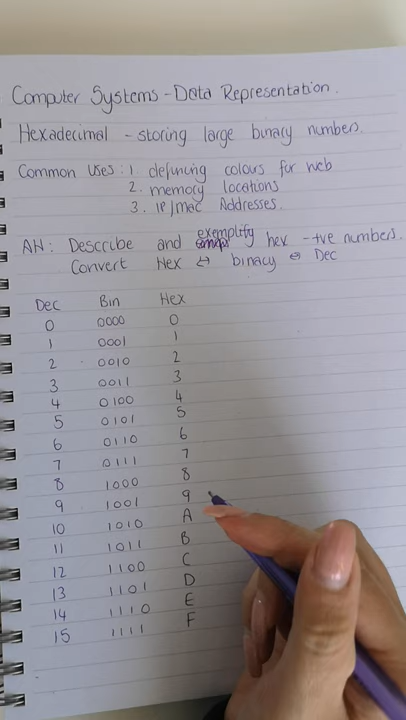 Computer Systems - Data Representation.
Hexadecimal - storing large binary numbers.
Common Uses: 1 defining colours for web
2. memory locations
3. IP/mac Addresses.
AH: Describe and exemplify hex -+ve numbers.
Convert Hex ↔ binary ↔ Dec
Dec Bin Hex
0 0000 0
1 0001 1
2 0010 2
3 0011 3
4 0100 4
5 0101 5
6 0110 6
7 0111 7
8 1000 8
9 1001 9
10 1010 A
11 1011 B
12 1100 C
13 1101 D
14 1110 E
15 1111 F